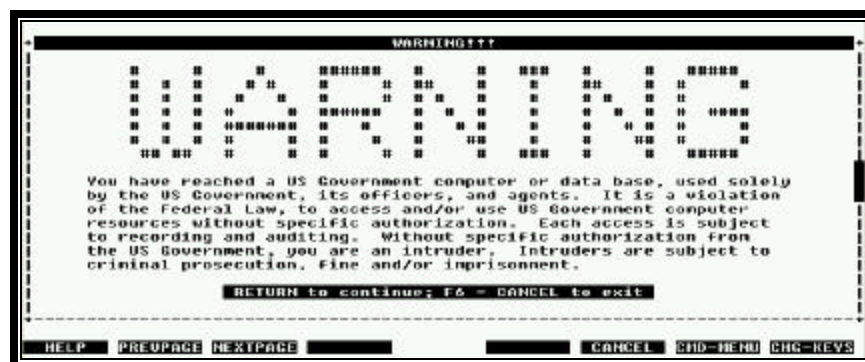 WARNING!!!
WARNING
You have reached a US Government computer or data base, used solely
by the US Government, its officers, and agents.  It is a violation
of the Federal Law, to access and/or use US Government computer
resources without specific authorization.  Each access is subject
to recording and auditing.  Without specific authorization from
the US Government, you are an intruder.  Intruders are subject to
criminal prosecution, fine and/or imprisonment.
RETURN to continue; F6 - CANCEL to exit
HELP PREVPAGE NEXTPAGE CANCEL CMD-MENU CHG-KEYS